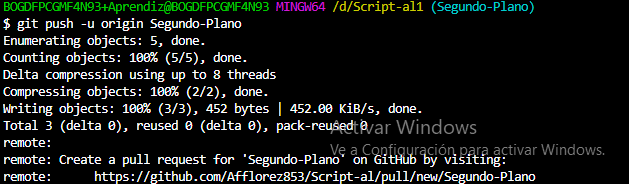 BOGDFPCGMF4N93+Aprendiz@BOGDFPCGMF4N93 MINGW64 /d/Script-al1 (Segundo-Plano)
$ git push -u origin Segundo-Plano
Enumerating objects: 5, done.
Counting objects: 100% (5/5), done.
Delta compression using up to 8 threads
Compressing objects: 100% (2/2), done.
Writing objects: 100% (3/3), 452 bytes | 452.00 KiB/s, done.
Total 3 (delta 0), reused 0 (delta 0), pack-reused 0
Activar Windows
remote:
Ve a Configuración para activar Windows.
remote: Create a pull request for 'Segundo-Plano' on GitHub by visiting:
remote:      https://github.com/Afflorez853/Script-al/pull/new/Segundo-Plano